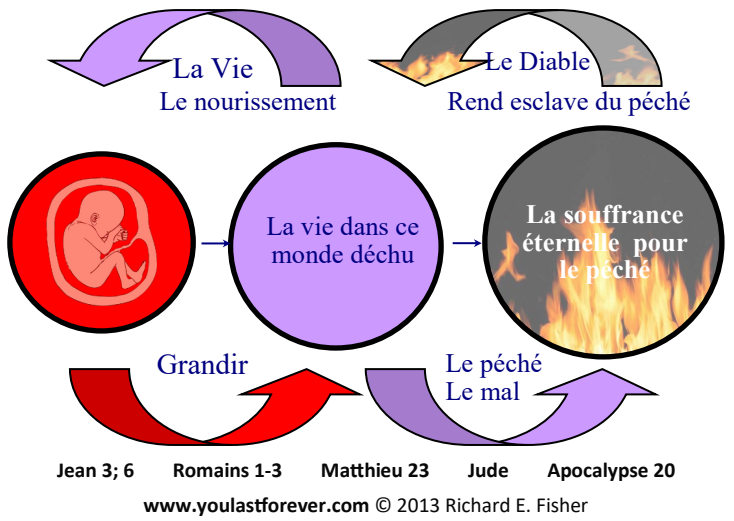 La Vie
Le nourissement
Le Diable
Rend esclave du péché
La vie dans ce
monde déchu
La souffrance
éternelle pour
le péché
Grandir
Le péché
Le mal
Jean 3; 6 Romains 1-3 Matthieu 23 Jude Apocalypse 20
www.youlastforever.com © 2013 Richard E. Fisher